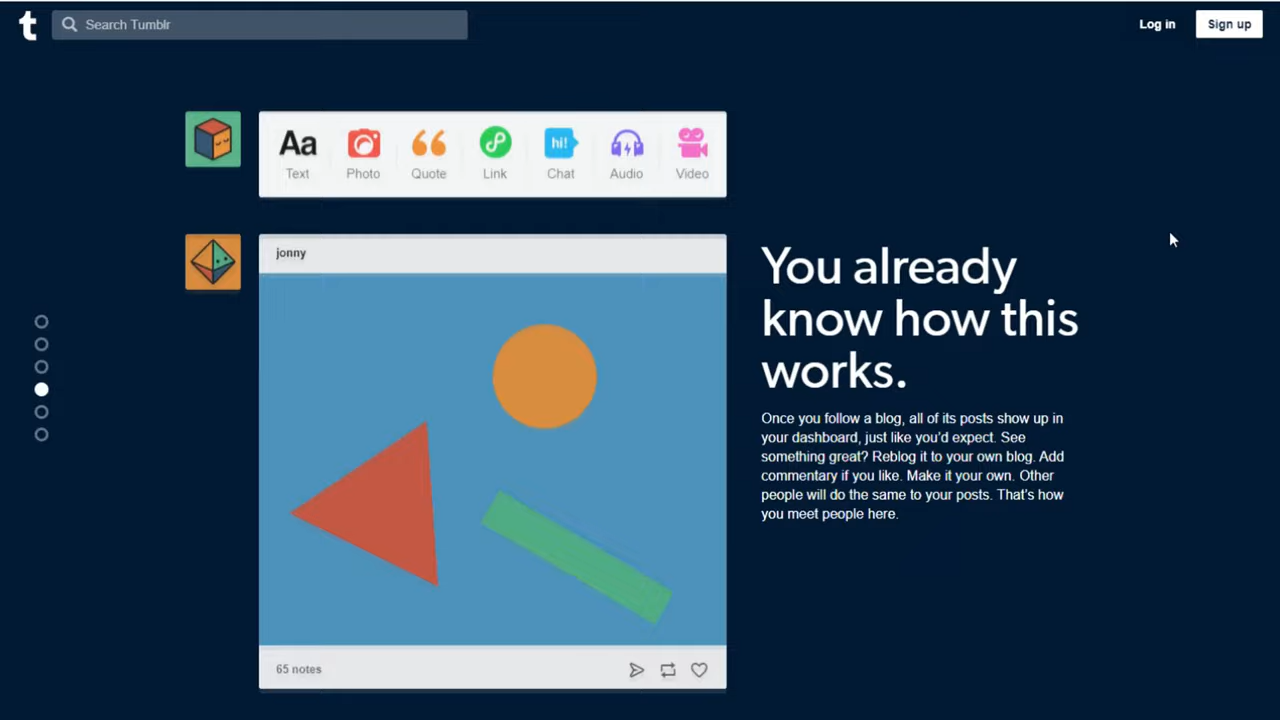 t
Search Tumblr
Log in
Sign up
Aa
hi!
Text
Photo
Quote
Link
Chat
Audio
Video
jonny
You already
know how this
works.
Once you follow a blog, all of its posts show up in
your dashboard, just like you'd expect. See
something great? Reblog it to your own blog. Add
commentary if you like. Make it your own. Other
people will do the same to your posts. That's how
you meet people here.
65 notes